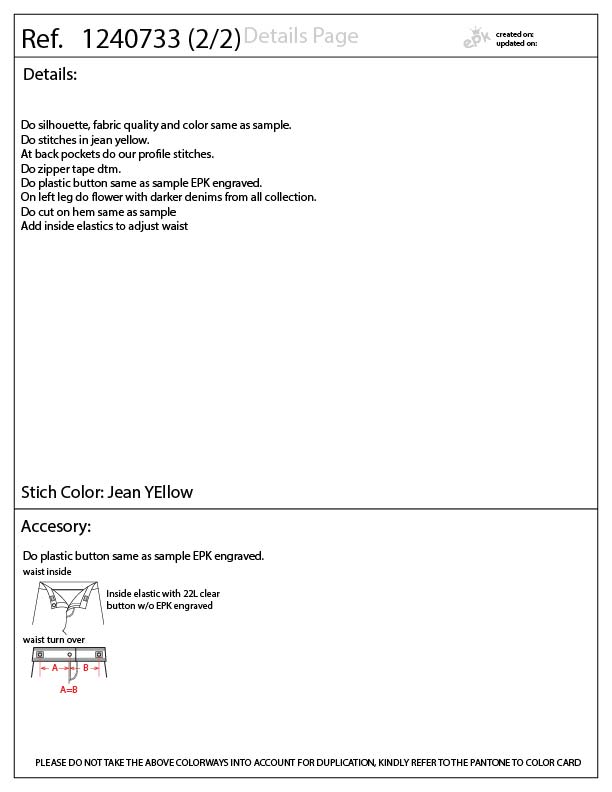 Ref. 1240733 (2/2) Details Page
epk
created on:
updated on:
Details:
Do silhouette, fabric quality and color same as sample.
Do stitches in jean yellow.
At back pockets do our profile stitches.
Do zipper tape dtm.
Do plastic button same as sample EPK engraved.
On left leg do flower with darker denims from all collection.
Do cut on hem same as sample
Add inside elastics to adjust waist
Stich Color: Jean YEllow
Accesory:
Do plastic button same as sample EPK engraved.
waist inside
Inside elastic with 22L clear
button w/o EPK engraved
waist turn over
A B
A=B
PLEASE DO NOT TAKE THE ABOVE COLORWAYS INTO ACCOUNT FOR DUPLICATION, KINDLY REFER TO THE PANTONE TO COLOR CARD